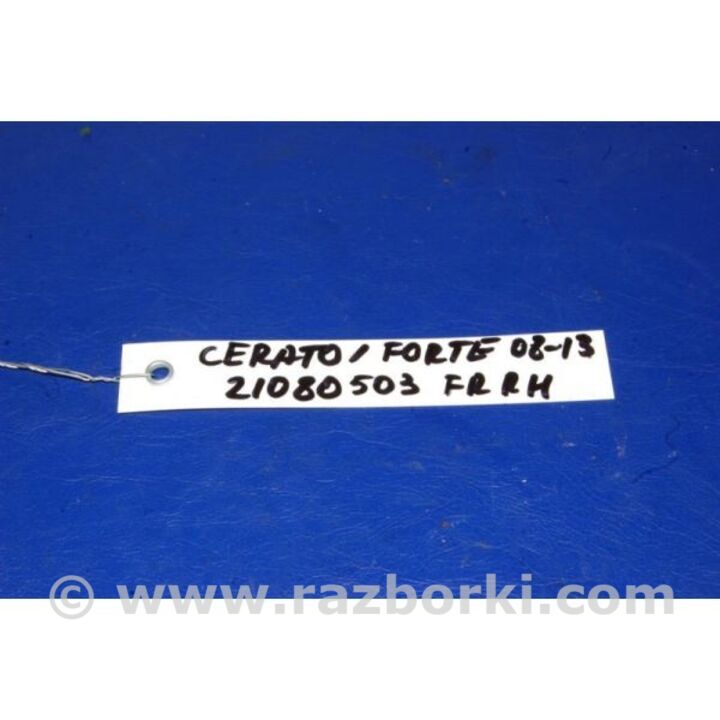 CERATO / FORTE 08-13
21080503 FR RH
© www.razborki.com